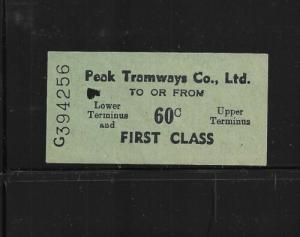 G394256
Peak Tramways Co., Ltd.
TO OR FROM
Lower Terminus and
60C
Upper Terminus
FIRST CLASS